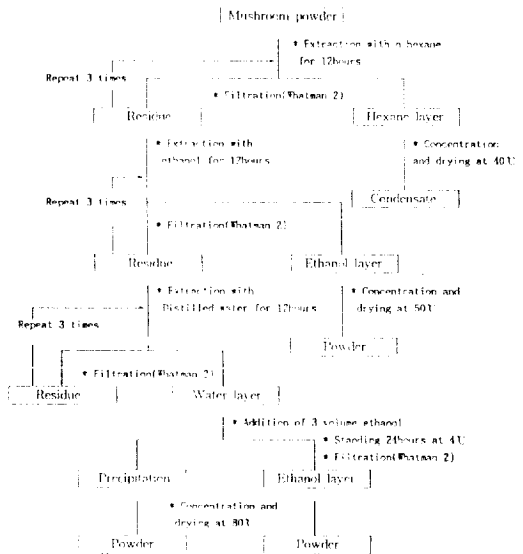 Mushroom powder
* Extraction with n-hexane
for 12hours
Repeat 3 times
* Filtration(Whatman 2)
Residue
Hexane layer
* Extraction with
ethanol for 12hours
* Concentration
and drying at 40℃
Repeat 3 times
Condensate
* Filtration(Whatman 2)
Residue
Ethanol layer
* Extraction with
Distilled water for 12hours
* Concentration and
drying at 50℃
Repeat 3 times
Powder
* Filtration(Whatman 2)
Residue
Water layer
* Addition of 3 volume ethanol
* Standing 24hours at 4℃
* Filtration(Whatman 2)
Precipitation
Ethanol layer
* Concentration and
drying at 80℃
Powder
Powder